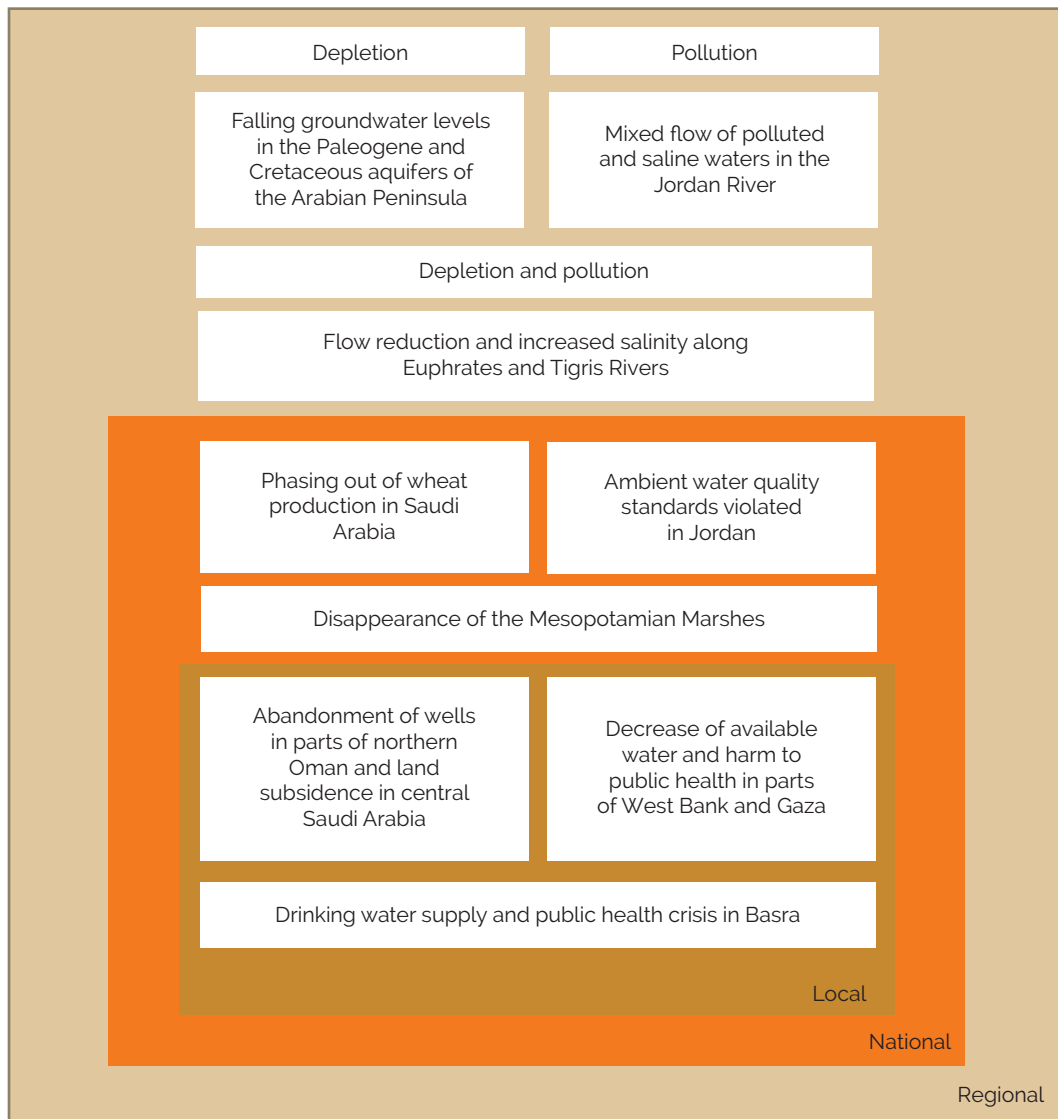 Depletion
Pollution
Falling groundwater levels
in the Paleogene and
Cretaceous aquifers of
the Arabian Peninsula
Mixed flow of polluted
and saline waters in the
Jordan River
Depletion and pollution
Flow reduction and increased salinity along
Euphrates and Tigris Rivers
Phasing out of wheat
production in Saudi
Arabia
Ambient water quality
standards violated
in Jordan
Disappearance of the Mesopotamian Marshes
Abandonment of wells
in parts of northern
Oman and land
subsidence in central
Saudi Arabia
Decrease of available
water and harm to
public health in parts
of West Bank and Gaza
Drinking water supply and public health crisis in Basra
Local
National
Regional